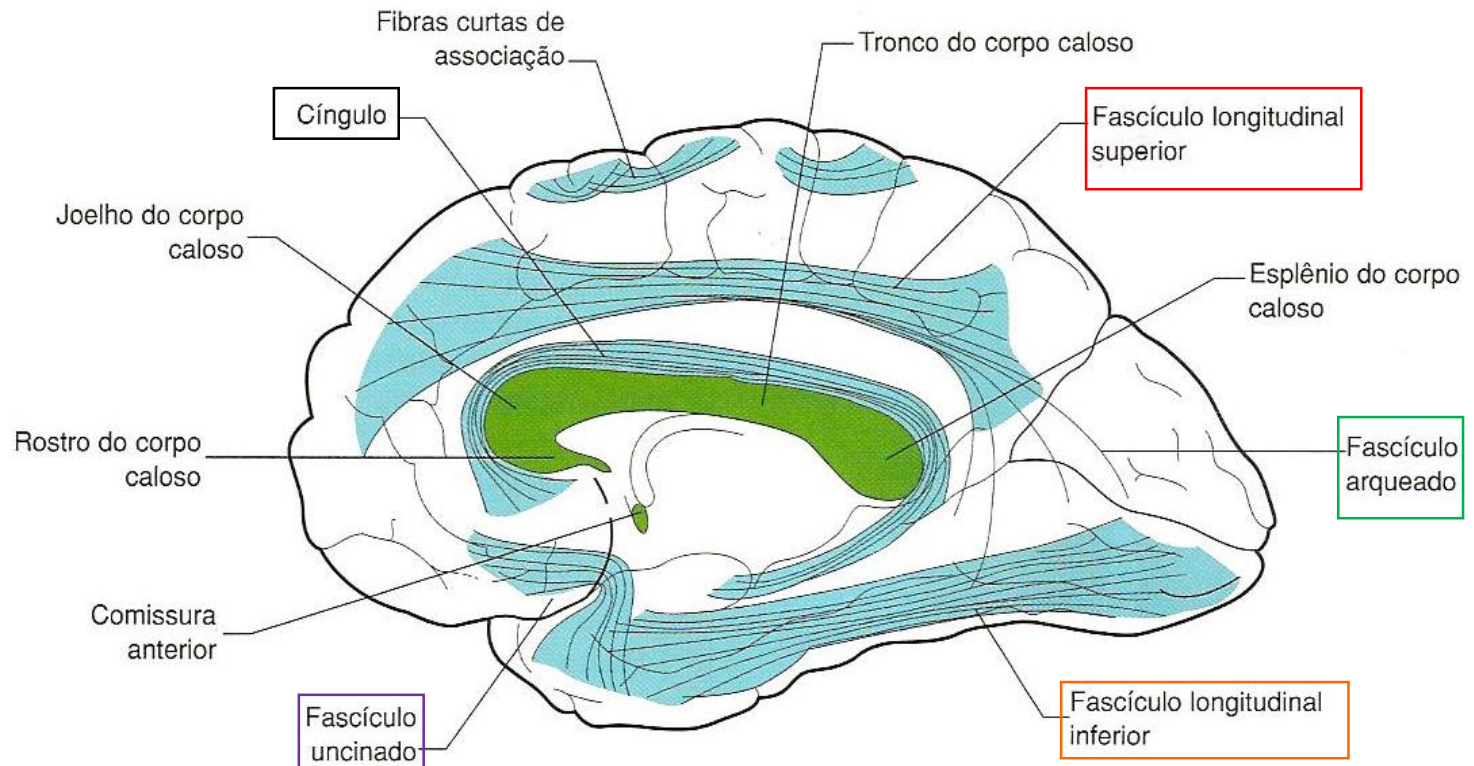 Fibras curtas de
associação
Tronco do corpo caloso
Cíngulo
Fascículo longitudinal
superior
Joelho do corpo
caloso
Esplênio do corpo
caloso
Rostro do corpo
caloso
Fascículo
arqueado
Comissura
anterior
Fascículo
uncinado
Fascículo longitudinal
inferior